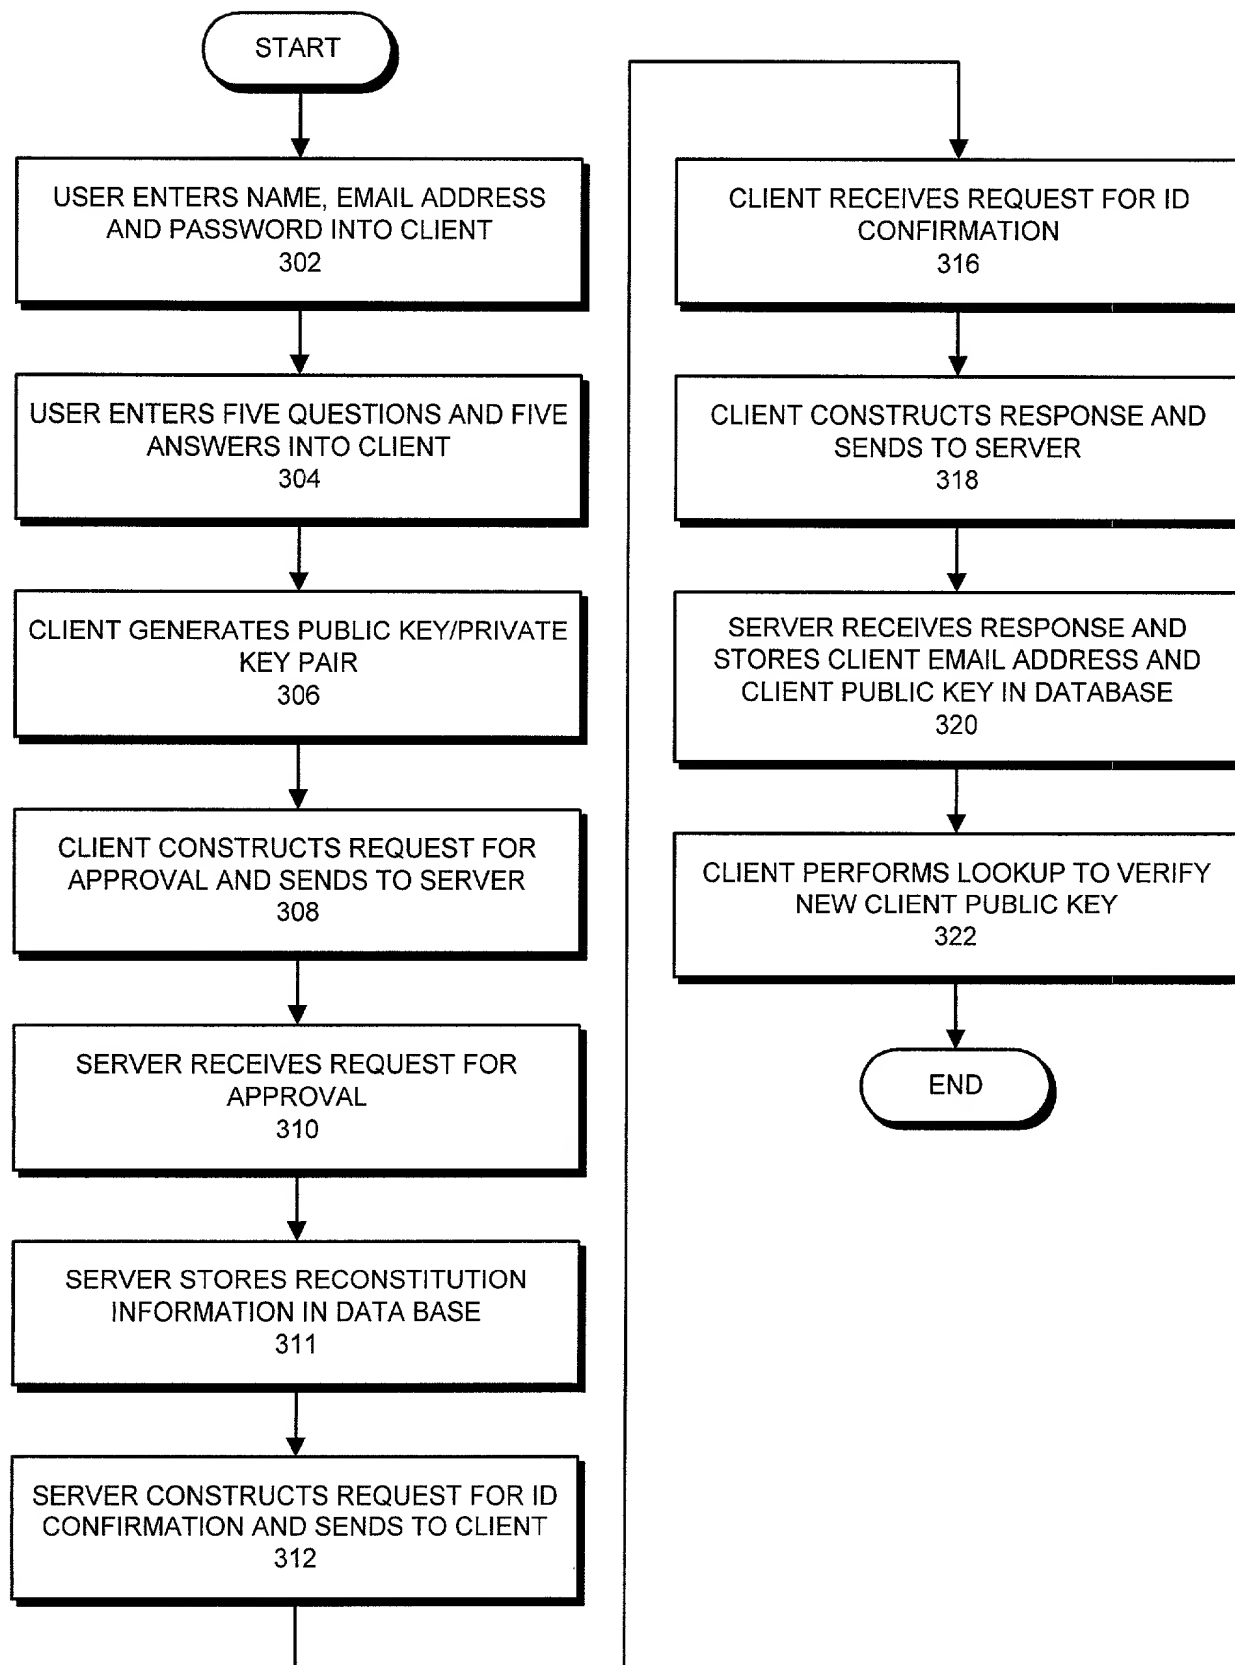 START
USER ENTERS NAME, EMAIL ADDRESS
AND PASSWORD INTO CLIENT
302
USER ENTERS FIVE QUESTIONS AND FIVE
ANSWERS INTO CLIENT
304
CLIENT GENERATES PUBLIC KEY/PRIVATE
KEY PAIR
306
CLIENT CONSTRUCTS REQUEST FOR
APPROVAL AND SENDS TO SERVER
308
SERVER RECEIVES REQUEST FOR
APPROVAL
310
SERVER STORES RECONSTITUTION
INFORMATION IN DATA BASE
311
SERVER CONSTRUCTS REQUEST FOR ID
CONFIRMATION AND SENDS TO CLIENT
312
CLIENT RECEIVES REQUEST FOR ID
CONFIRMATION
316
CLIENT CONSTRUCTS RESPONSE AND
SENDS TO SERVER
318
SERVER RECEIVES RESPONSE AND
STORES CLIENT EMAIL ADDRESS AND
CLIENT PUBLIC KEY IN DATABASE
320
CLIENT PERFORMS LOOKUP TO VERIFY
NEW CLIENT PUBLIC KEY
322
END